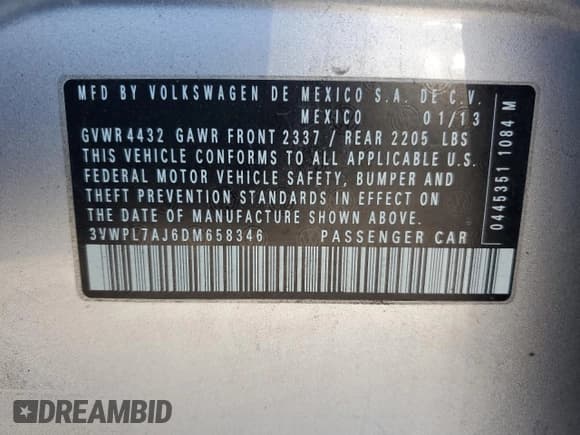 MFD BY VOLKSWAGEN DE MEXICO S.A. DE C.V.
MEXICO 01/13
GVWR 4432 GAWR FRONT 2337 / REAR 2205 LBS
THIS VEHICLE CONFORMS TO ALL APPLICABLE U.S.
FEDERAL MOTOR VEHICLE SAFETY, BUMPER AND
THEFT PREVENTION STANDARDS IN EFFECT ON
THE DATE OF MANUFACTURE SHOWN ABOVE.
3VWPL7AJ6DM658346 PASSENGER CAR
0445351 1084 M
DREAMBID